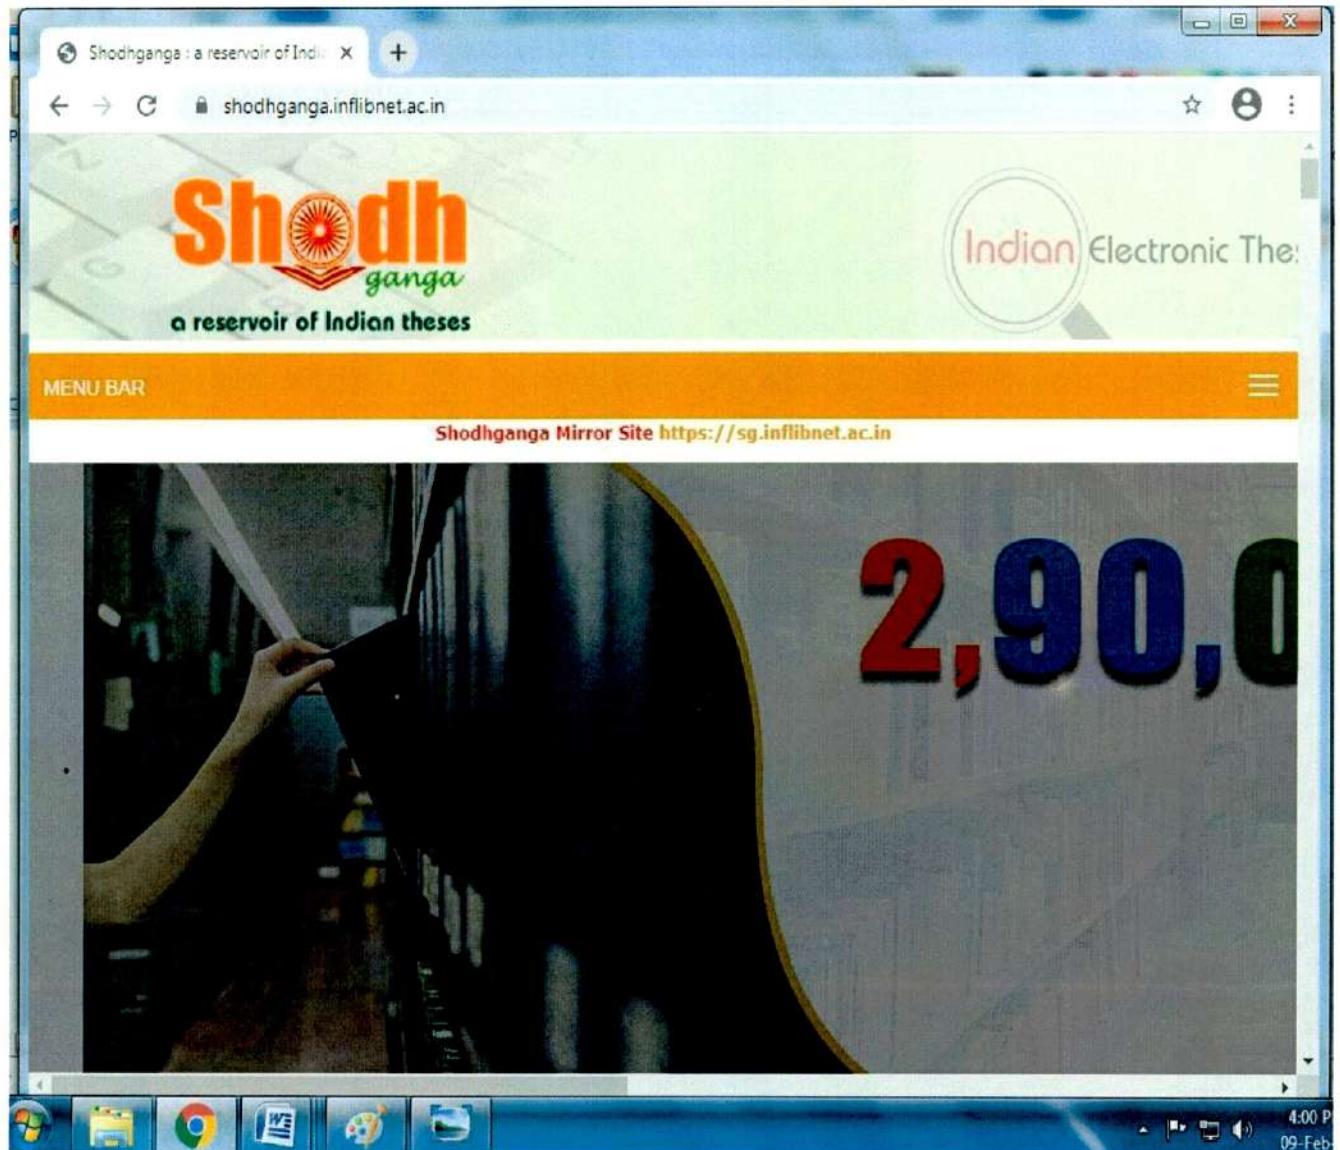 Shodhganga : a reservoir of Indi
shodhganga.inflibnet.ac.in
Shodh
ganga
a reservoir of Indian theses
Indian Electronic Thes
MENU BAR
Shodhganga Mirror Site https://sg.inflibnet.ac.in
2,90,0
4:00 P
09-Feb-